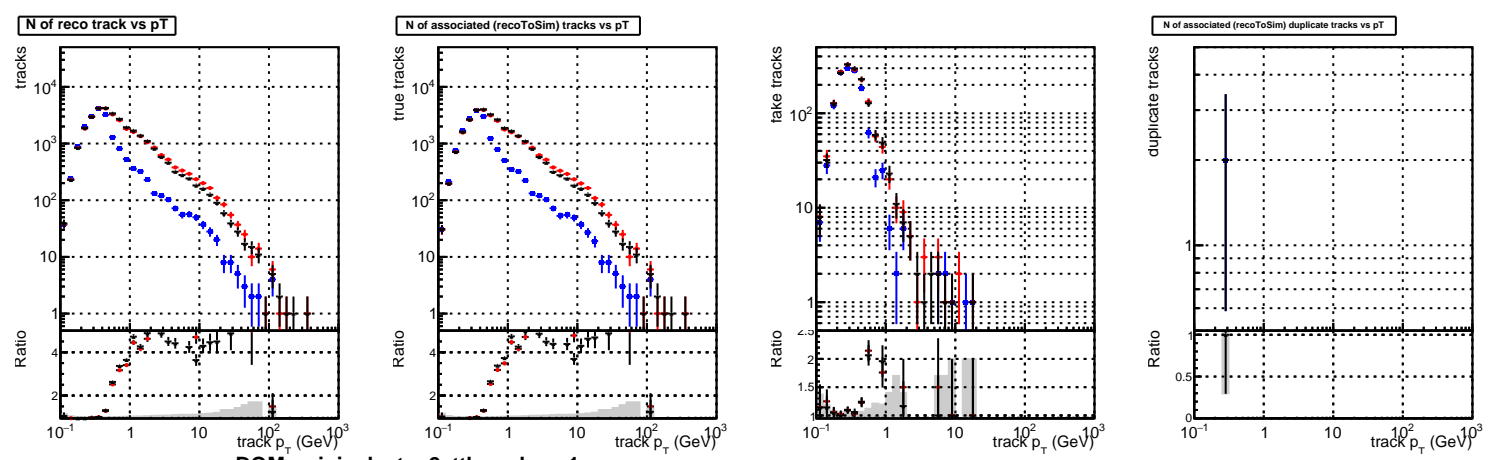 N of reco track vs pT
N of associated (recoToSim) tracks vs pT
N of associated (recoToSim) duplicate tracks vs pT
tracks
10⁴
10³
10²
10
1
Ratio
4
2
10⁻¹ 1 10 10² 10³
track p_T (GeV)
true tracks
10⁴
10³
10²
10
1
Ratio
4
2
10⁻¹ 1 10 10² 10³
track p_T (GeV)
fake tracks
10²
10
1
Ratio
2.5
2
1.5
1
10⁻¹ 1 10 10² 10³
track p_T (GeV)
duplicate tracks
1
Ratio
1
0.5
0
10⁻¹ 1 10 10² 10³
track p_T (GeV)